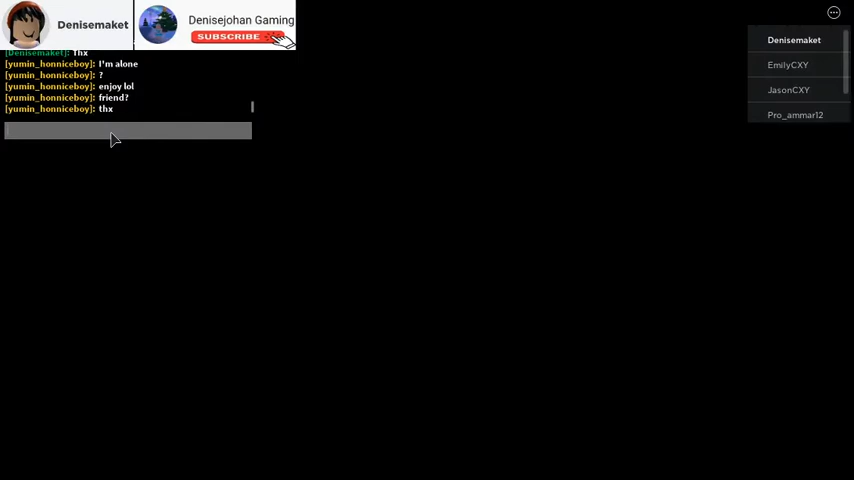 Denisemaket
Denisejohan Gaming
SUBSCRIBE
[Denisemaket]: Thx
[yumin_honniceboy]: I'm alone
[yumin_honniceboy]: ?
[yumin_honniceboy]: enjoy lol
[yumin_honniceboy]: friend?
[yumin_honniceboy]: thx
Denisemaket
EmilyCXY
JasonCXY
Pro_ammar12